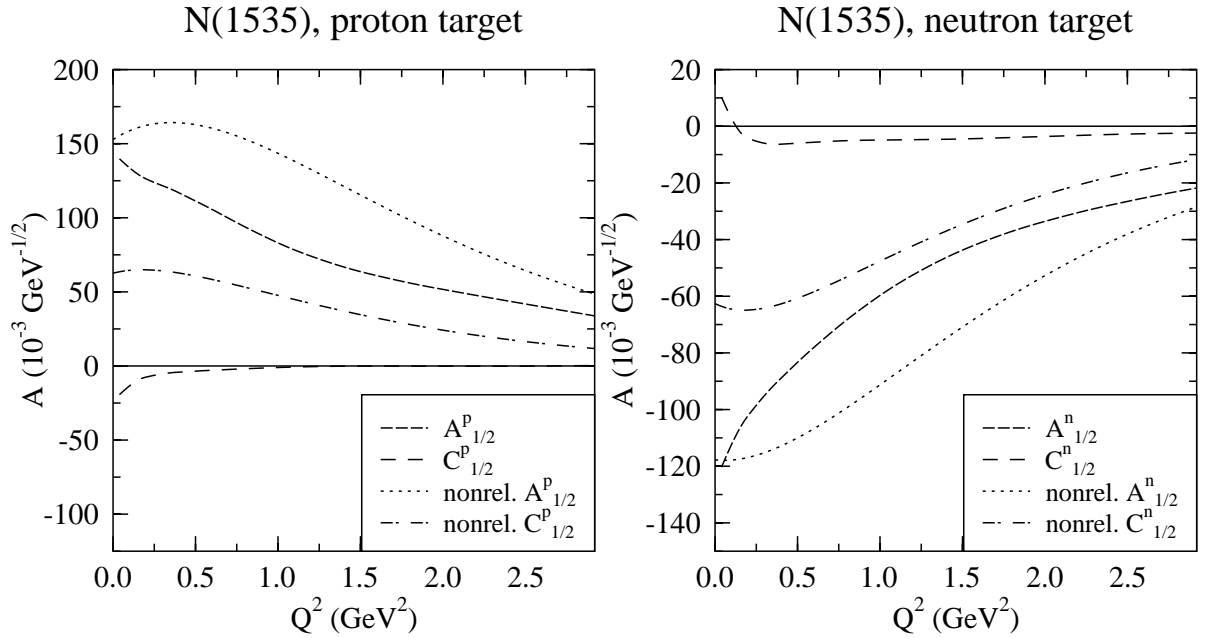 N(1535), proton target
A (10^-3 GeV^-1/2)
200
150
100
50
0
-50
-100
0.0 0.5 1.0 1.5 2.0 2.5
Q^2 (GeV^2)
A^p_1/2
C^p_1/2
nonrel. A^p_1/2
nonrel. C^p_1/2
N(1535), neutron target
A (10^-3 GeV^-1/2)
20
0
-20
-40
-60
-80
-100
-120
-140
0.0 0.5 1.0 1.5 2.0 2.5
Q^2 (GeV^2)
A^n_1/2
C^n_1/2
nonrel. A^n_1/2
nonrel. C^n_1/2